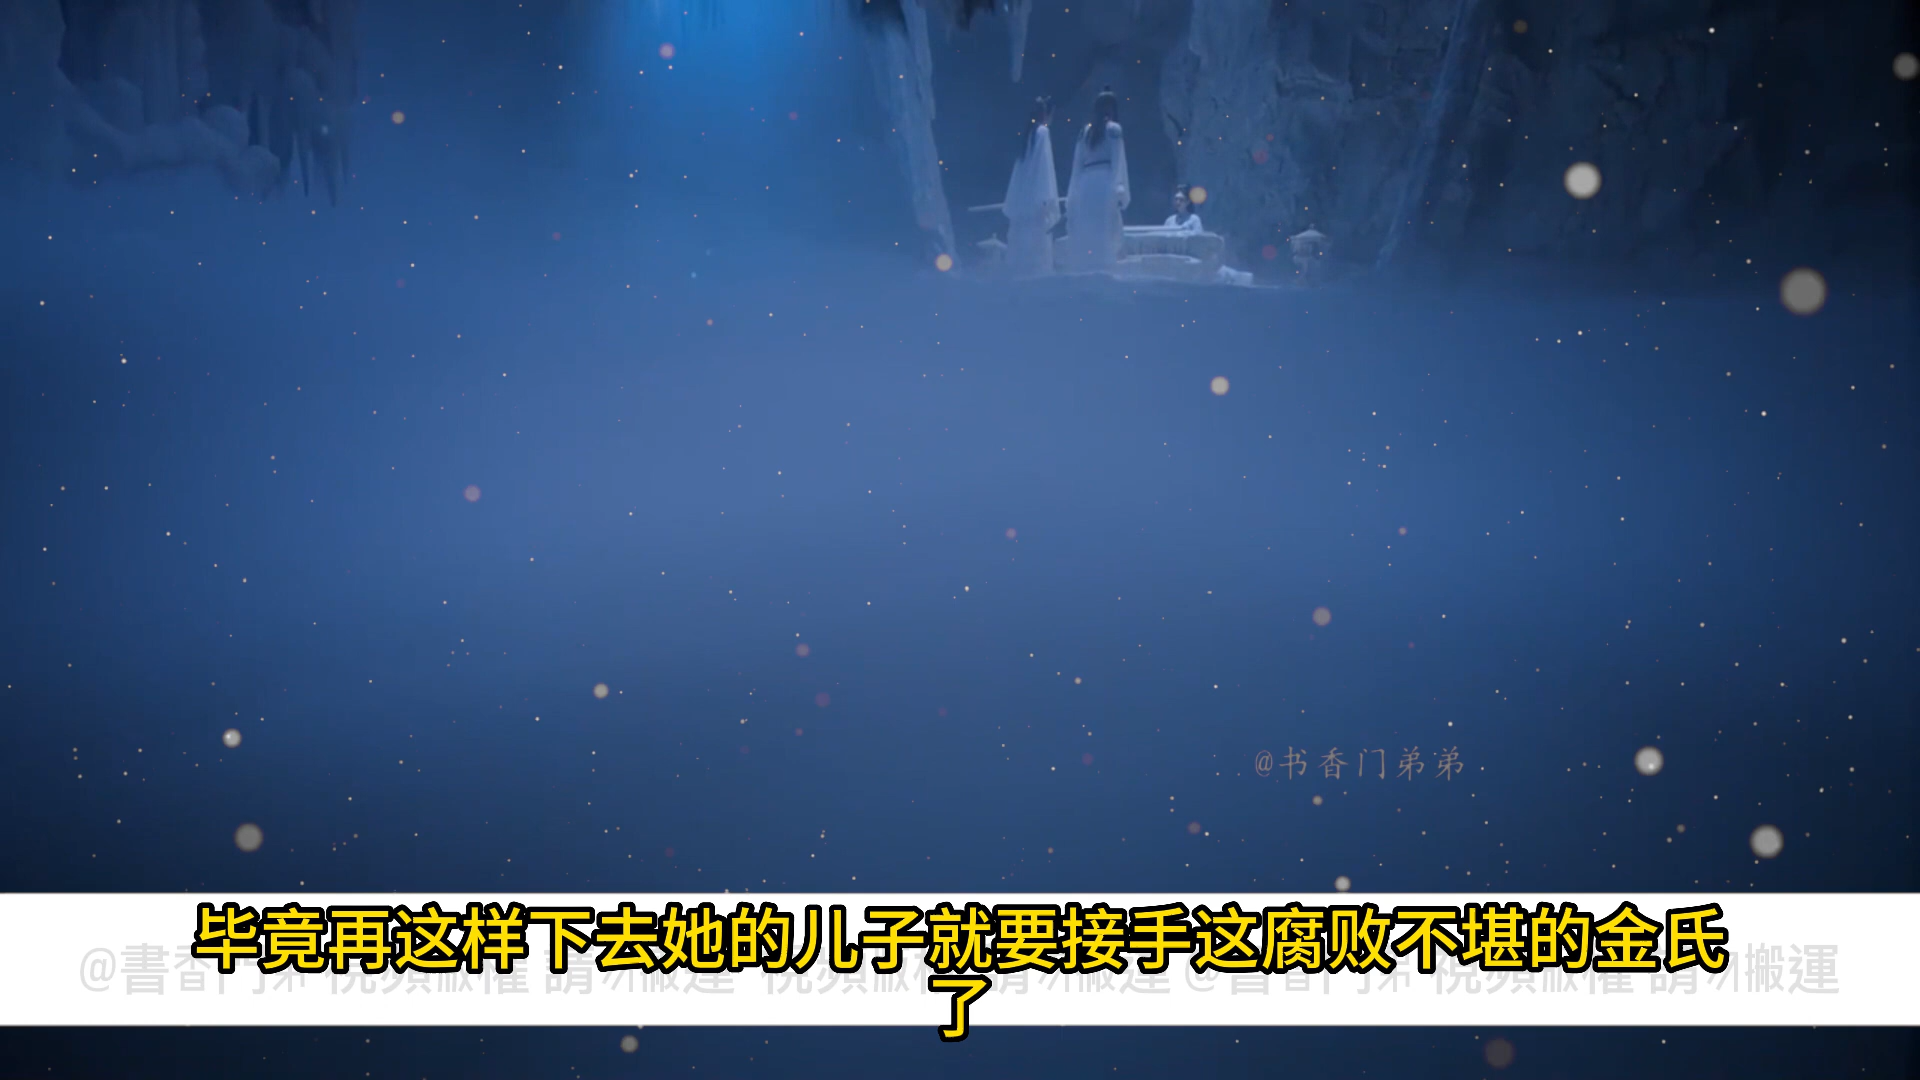 @书香门弟弟
毕竟再这样下去她的儿子就要接手这腐败不堪的金氏
了